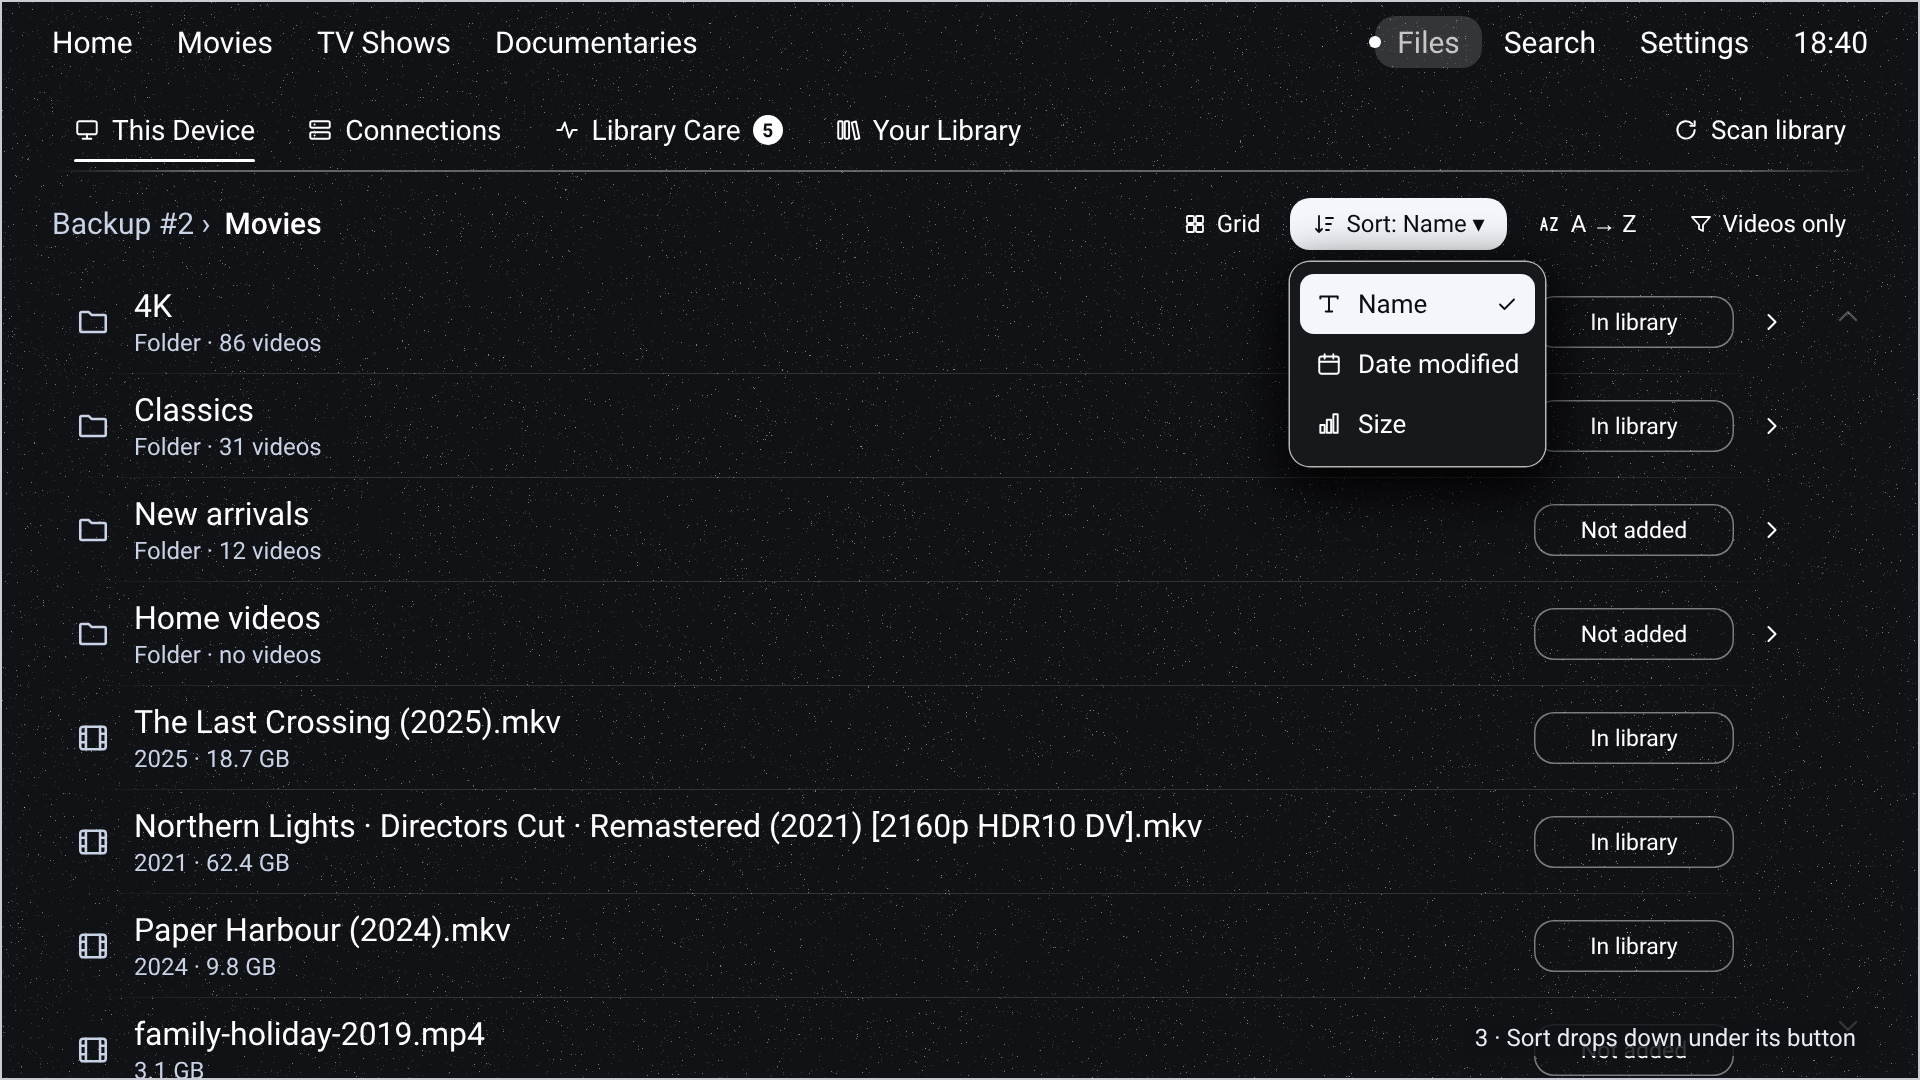 Home Movies TV Shows Documentaries Files Search Settings 18:40
This Device Connections Library Care 5 Your Library Scan library
Backup #2 › Movies Grid Sort: Name ▾ AZ A → Z Videos only
Name
Date modified
Size
4K
Folder · 86 videos
In library
Classics
Folder · 31 videos
In library
New arrivals
Folder · 12 videos
Not added
Home videos
Folder · no videos
Not added
The Last Crossing (2025).mkv
2025 · 18.7 GB
In library
Northern Lights · Directors Cut · Remastered (2021) [2160p HDR10 DV].mkv
2021 · 62.4 GB
In library
Paper Harbour (2024).mkv
2024 · 9.8 GB
In library
family-holiday-2019.mp4
3.1 GB
Not added
3 · Sort drops down under its button